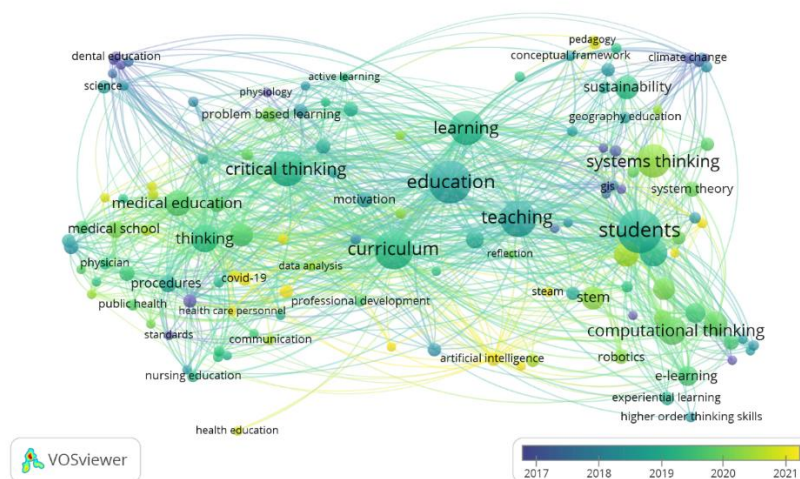 pedagogy
dental education
conceptual framework
climate change
active learning
science
sustainability
physiology
problem based learning
geography education
learning
systems thinking
critical thinking
education
gis
system theory
motivation
medical education
teaching
medical school
students
thinking
curriculum
reflection
physician
data analysis
covid-19
procedures
steam
stem
public health
professional development
health care personnel
computational thinking
standards
communication
artificial intelligence
robotics
nursing education
e-learning
experiential learning
higher order thinking skills
health education
VOSviewer
2017 2018 2019 2020 2021